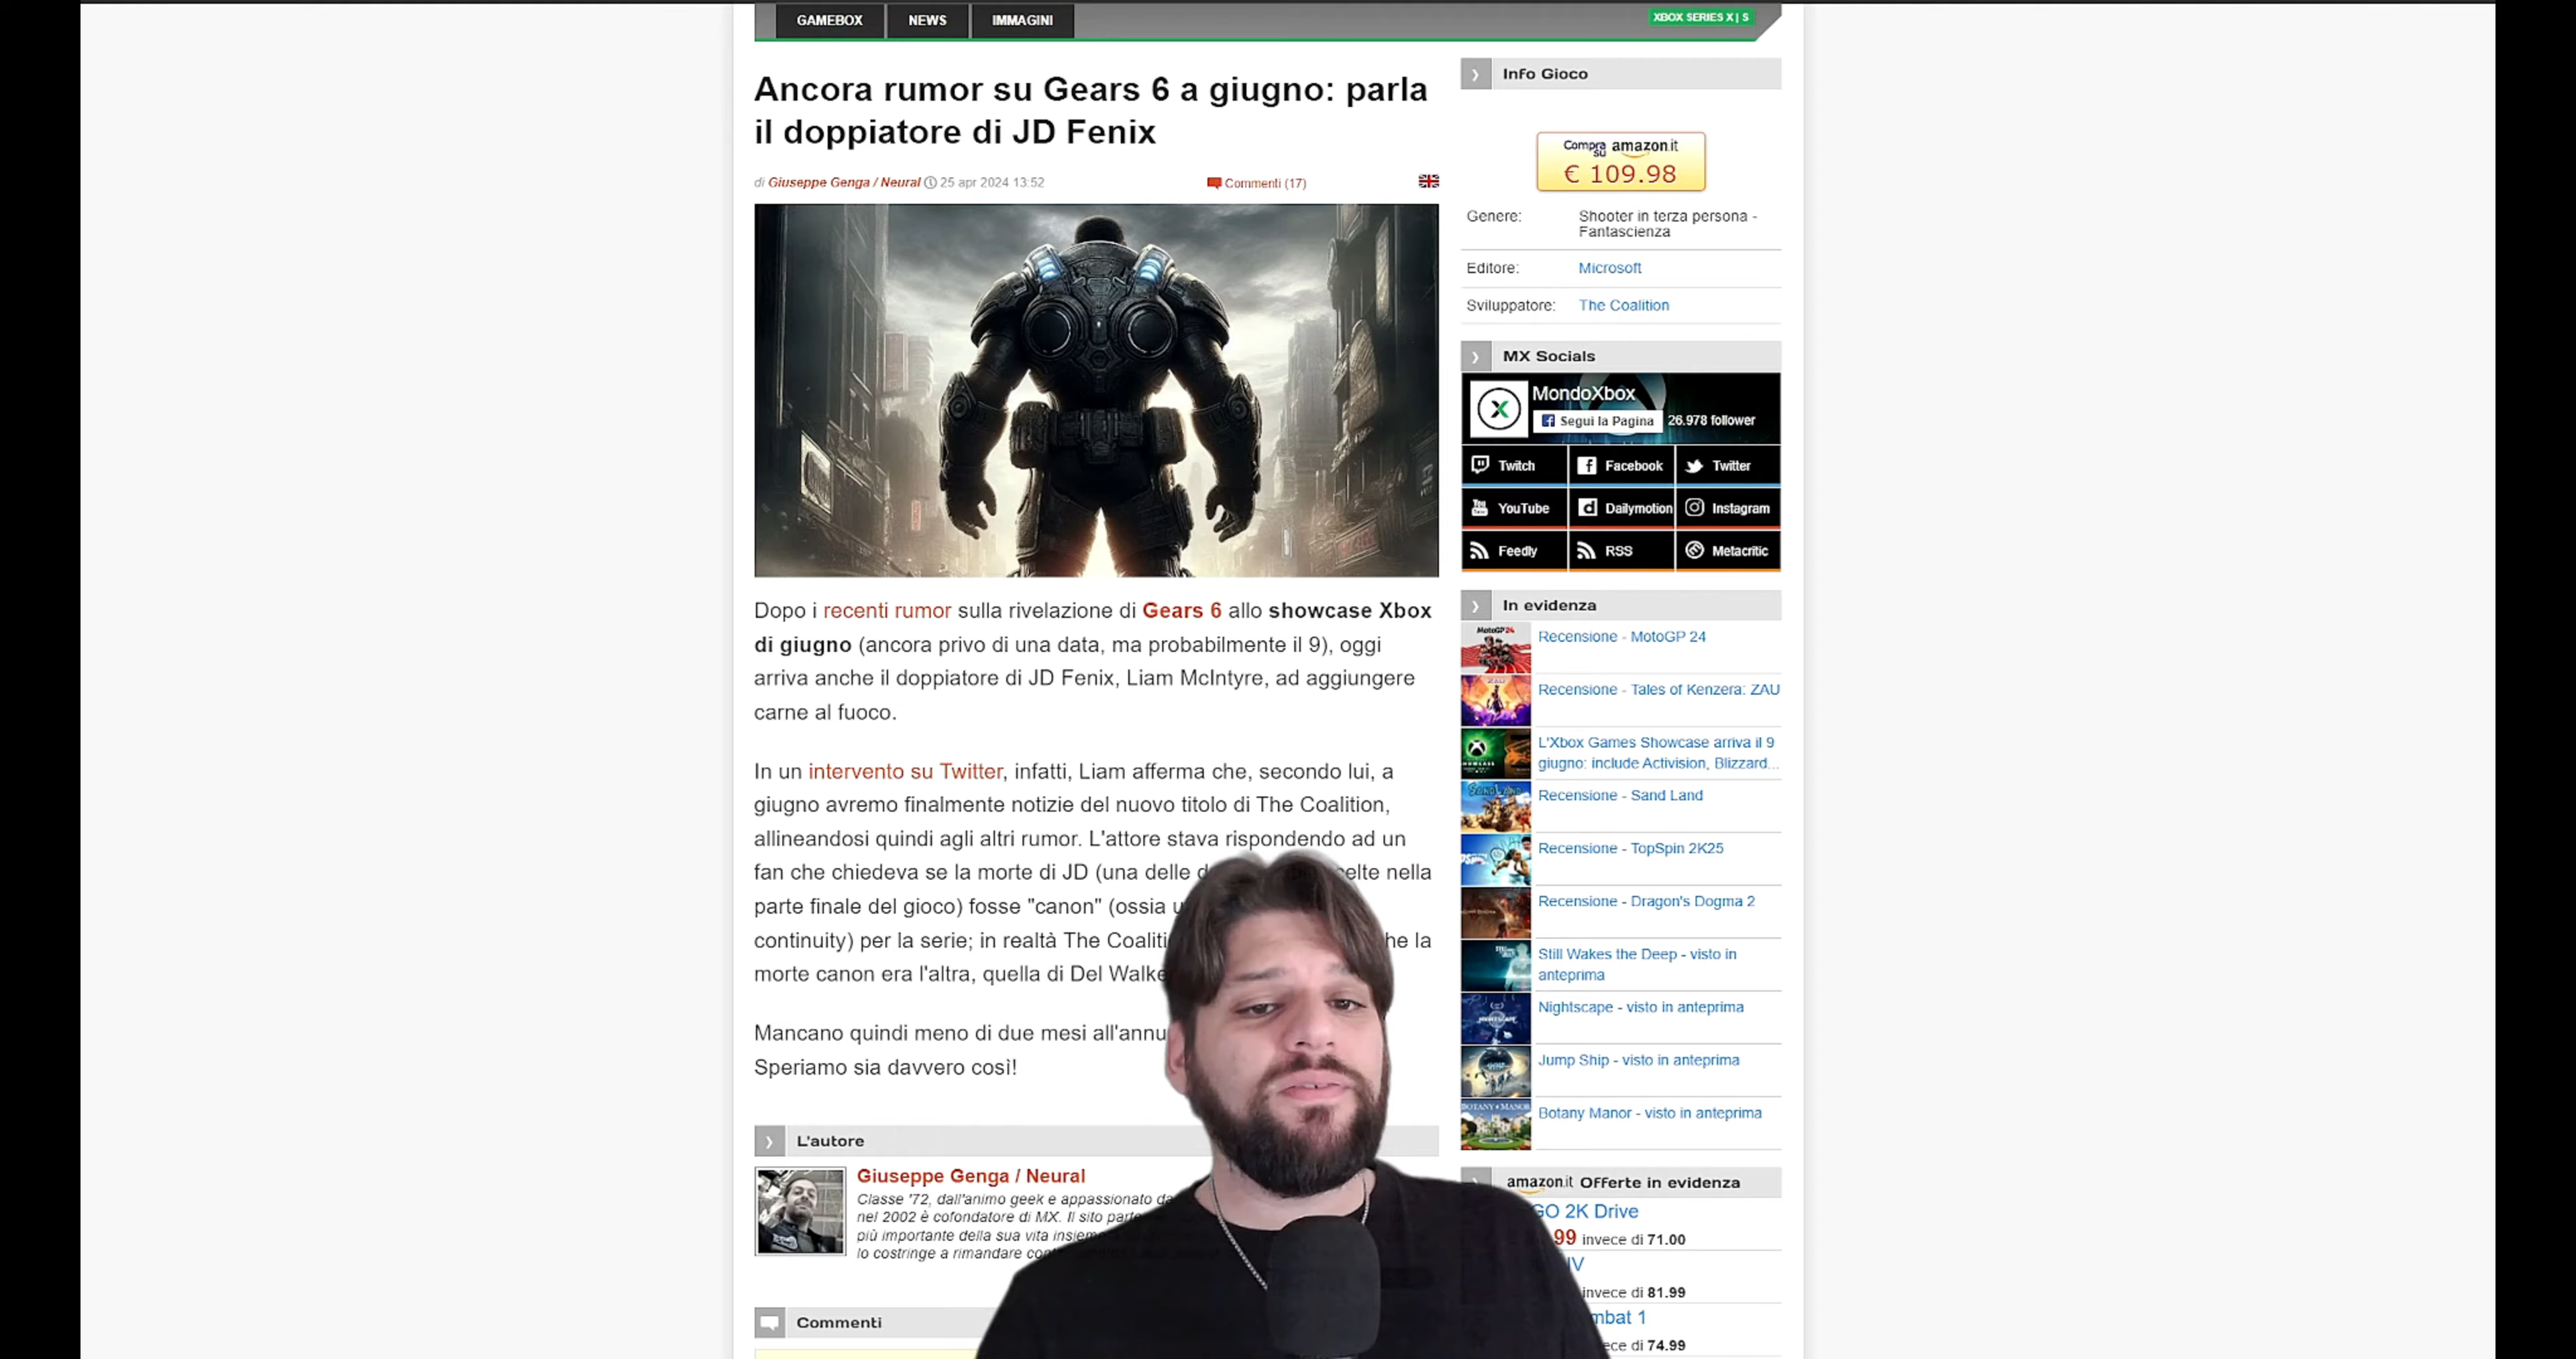 GAMEBOX
NEWS
IMMAGINI
XBOX SERIES X | S
Ancora rumor su Gears 6 a giugno: parla
il doppiatore di JD Fenix
di Giuseppe Genga / Neural 25 apr 2024 13:52
Commenti (17)
Dopo i recenti rumor sulla rivelazione di Gears 6 allo showcase Xbox
di giugno (ancora privo di una data, ma probabilmente il 9), oggi
arriva anche il doppiatore di JD Fenix, Liam McIntyre, ad aggiungere
carne al fuoco.
In un intervento su Twitter, infatti, Liam afferma che, secondo lui, a
giugno avremo finalmente notizie del nuovo titolo di The Coalition,
allineandosi quindi agli altri rumor. L'attore stava rispondendo ad un
fan che chiedeva se la morte di JD (una delle nella
parte finale del gioco) fosse "canon" (ossia
continuity) per la serie; in realtà The la
morte canon era l'altra, quella di Del
Mancano quindi meno di due mesi
Speriamo sia davvero così!
L'autore
Giuseppe Genga / Neural
Classe '72, dall'animo geek e appassionato
nel 2002 è cofondatore di MX. Il sito
più importante della sua vita
lo costringe a rimandare
Commenti
Info Gioco
Compra su amazon.it
€ 109.98
Genere: Shooter in terza persona -
Fantascienza
Editore: Microsoft
Sviluppatore: The Coalition
MX Socials
MondoXbox
Segui la Pagina 26.978 follower
Twitch Facebook Twitter
YouTube Dailymotion Instagram
Feedly RSS Metacritic
In evidenza
MotoGP 24
Recensione - MotoGP 24
Recensione - Tales of Kenzera: ZAU
L'Xbox Games Showcase arriva il 9
giugno: include Activision, Blizzard...
SAND LAND
Recensione - Sand Land
Recensione - TopSpin 2K25
Recensione - Dragon's Dogma 2
Still Wakes the Deep - visto in
anteprima
Nightscape - visto in anteprima
Jump Ship - visto in anteprima
BOTANY MANOR
Botany Manor - visto in anteprima
amazon.it Offerte in evidenza
2K Drive
99 invece di 71.00
IV
invece di 81.99
1
74.99